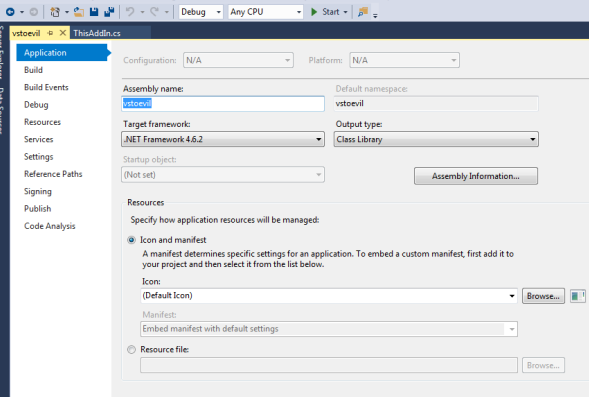 Debug Any CPU Start
vstoevil ThisAddIn.cs
Server Explorer Data Sources
Application
Build
Build Events
Debug
Resources
Services
Settings
Reference Paths
Signing
Publish
Code Analysis
Configuration: N/A Platform: N/A
Assembly name: Default namespace:
vstoevil vstoevil
Target framework: Output type:
.NET Framework 4.6.2 Class Library
Startup object:
(Not set) Assembly Information...
Resources
Specify how application resources will be managed:
Icon and manifest
A manifest determines specific settings for an application. To embed a custom manifest, first add it to
your project and then select it from the list below.
Icon:
(Default Icon) Browse...
Manifest:
Embed manifest with default settings
Resource file:
Browse...